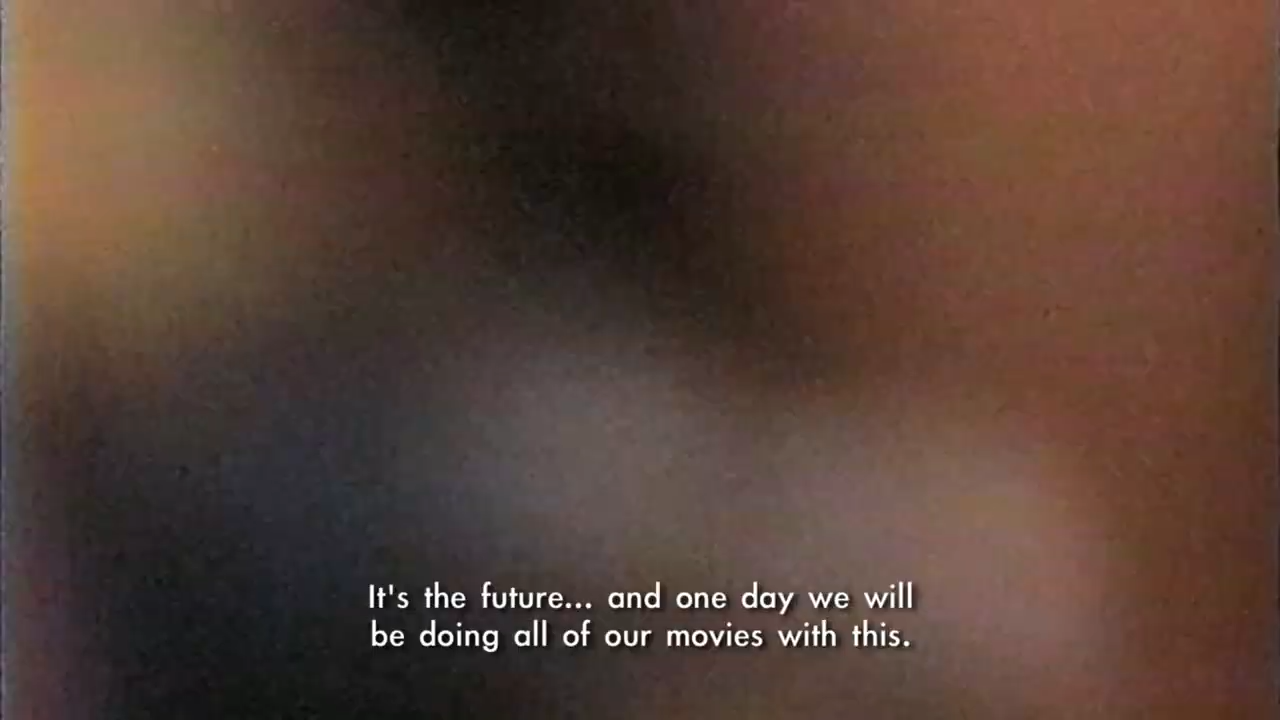 It's the future... and one day we will
be doing all of our movies with this.